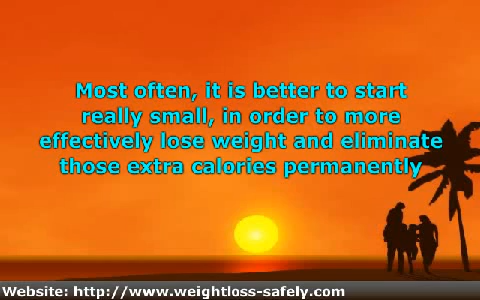 Most often, it is better to start
really small, in order to more
effectively lose weight and eliminate
those extra calories permanently
Website: http://www.weightloss-safely.com